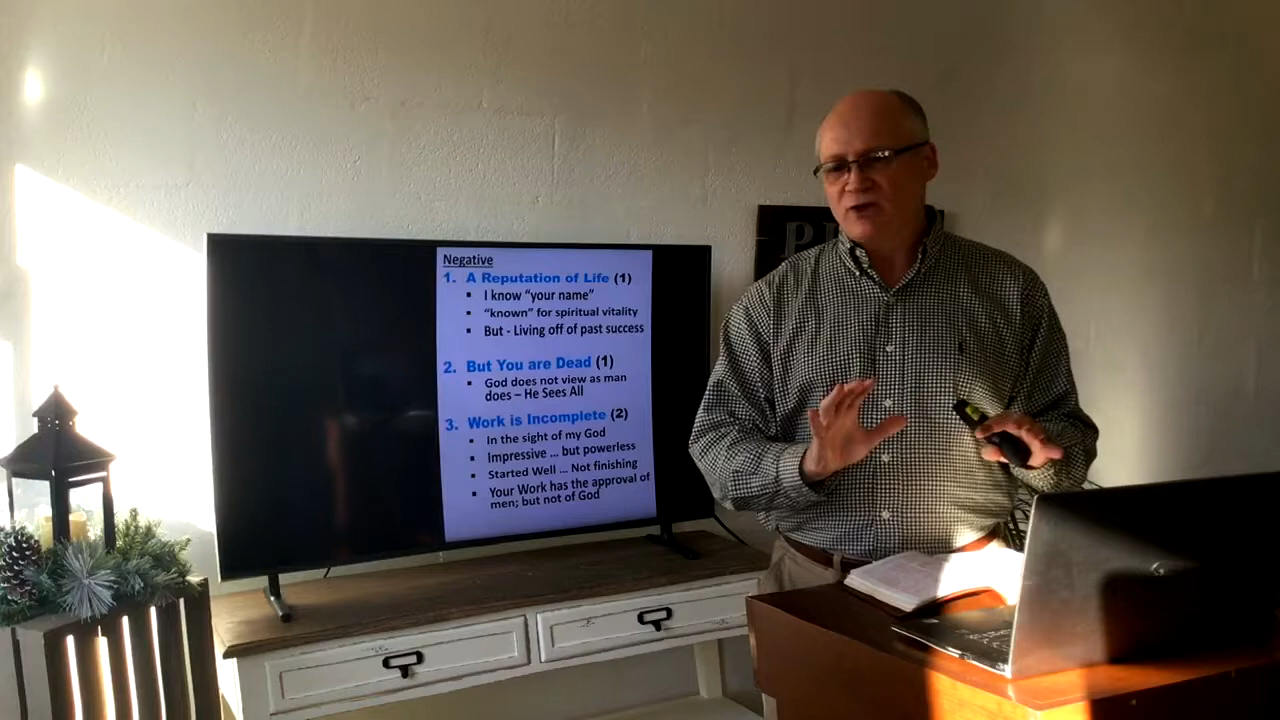 Negative
1. A Reputation of Life (1)
▪ I know “your name”
▪ “known” for spiritual vitality
▪ But - Living off of past success
2. But You are Dead (1)
▪ God does not view as man
does – He Sees All
3. Work is Incomplete (2)
▪ In the sight of my God
▪ Impressive ... but powerless
▪ Started Well ... Not finishing
▪ Your Work has the approval of
men; but not of God